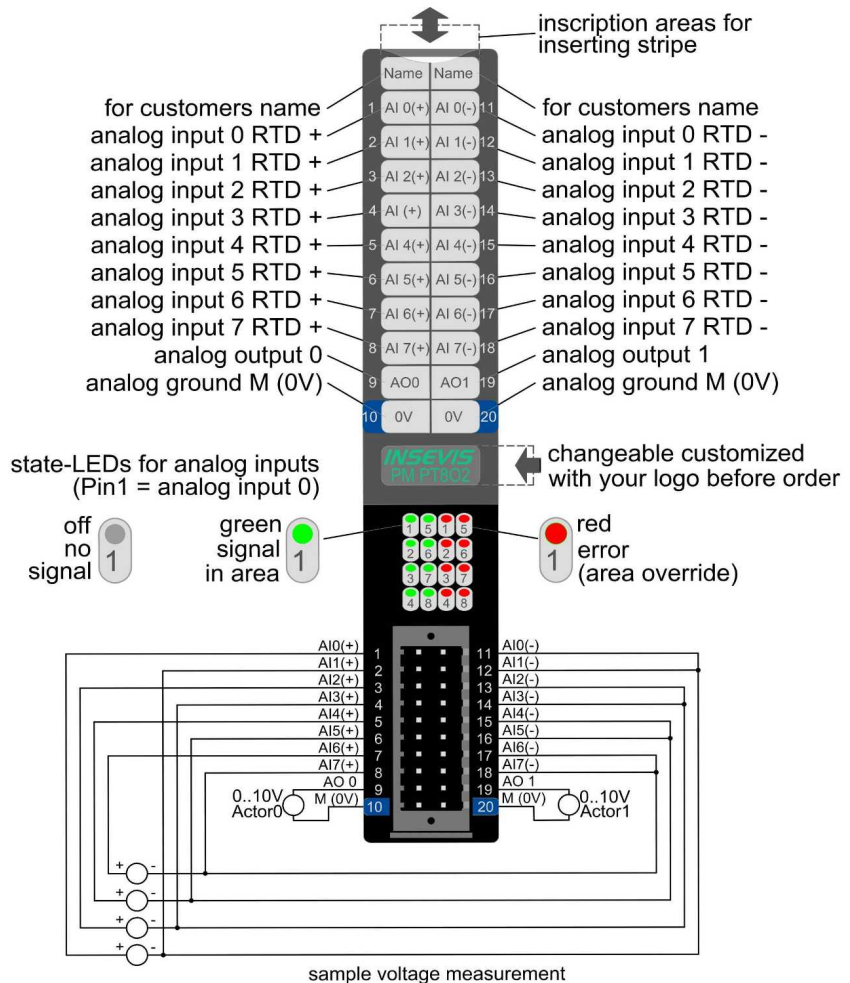 inscription areas for
inserting stripe
Name Name
for customers name
for customers name
1 AI 0(+) AI 0(-) 11
analog input 0 RTD +
analog input 0 RTD -
2 AI 1(+) AI 1(-) 12
analog input 1 RTD +
analog input 1 RTD -
3 AI 2(+) AI 2(-) 13
analog input 2 RTD +
analog input 2 RTD -
4 AI (+) AI 3(-) 14
analog input 3 RTD +
analog input 3 RTD -
5 AI 4(+) AI 4(-) 15
analog input 4 RTD +
analog input 4 RTD -
6 AI 5(+) AI 5(-) 16
analog input 5 RTD +
analog input 5 RTD -
7 AI 6(+) AI 6(-) 17
analog input 6 RTD +
analog input 6 RTD -
8 AI 7(+) AI 7(-) 18
analog input 7 RTD +
analog input 7 RTD -
9 AO0 AO1 19
analog output 0
analog output 1
10 0V 0V 20
analog ground M (0V)
analog ground M (0V)
INSEVIS
PM PT802
changeable customized
with your logo before order
state-LEDs for analog inputs
(Pin1 = analog input 0)
off
no
signal
1
green
signal
in area
1
1 5 1 5
2 6 2 6
3 7 3 7
4 8 4 8
1
red
error
(area override)
AI0(+) 1 11 AI0(-)
AI1(+) 2 12 AI1(-)
AI2(+) 3 13 AI2(-)
AI3(+) 4 14 AI3(-)
AI4(+) 5 15 AI4(-)
AI5(+) 6 16 AI5(-)
AI6(+) 7 17 AI6(-)
AI7(+) 8 18 AI7(-)
AO 0 9 19 AO 1
M (0V) 10 20 M (0V)
0..10V
Actor0
0..10V
Actor1
+ -
+ -
+ -
+ -
sample voltage measurement